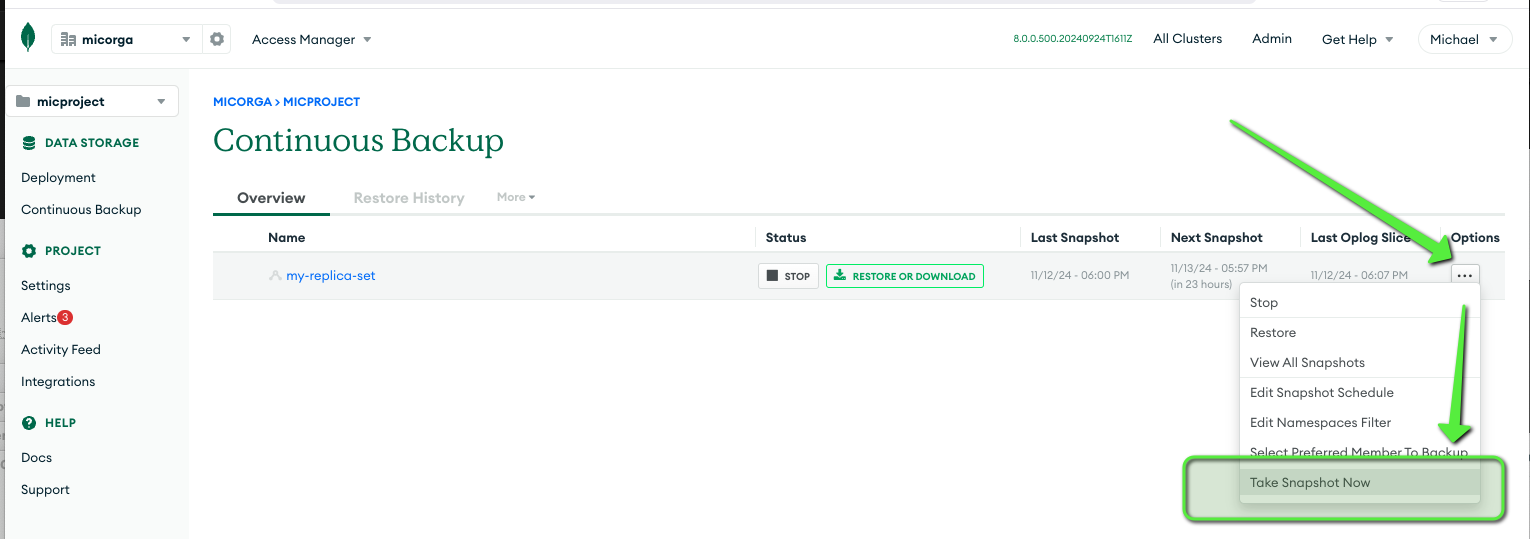 micorga
Access Manager
8.0.0.500.20240924T1611Z
All Clusters
Admin
Get Help
Michael
micproject
DATA STORAGE
Deployment
Continuous Backup
PROJECT
Settings
Alerts 3
Activity Feed
Integrations
HELP
Docs
Support
MICORGA > MICPROJECT
Continuous Backup
Overview
Restore History
More
Name
Status
Last Snapshot
Next Snapshot
Last Oplog Slice
Options
my-replica-set
STOP
RESTORE OR DOWNLOAD
11/12/24 - 06:00 PM
11/13/24 - 05:57 PM
(in 23 hours)
11/12/24 - 06:07 PM
Stop
Restore
View All Snapshots
Edit Snapshot Schedule
Edit Namespaces Filter
Select Preferred Member To Backup
Take Snapshot Now